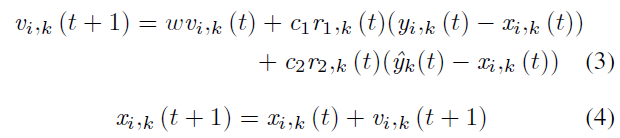 v_{i,k} (t + 1) = wv_{i,k} (t) + c_1 r_{1,k} (t)(y_{i,k} (t) − x_{i,k} (t))
+ c_2 r_{2,k} (t)(ŷ_k(t) − x_{i,k} (t)) (3)
x_{i,k} (t + 1) = x_{i,k} (t) + v_{i,k} (t + 1) (4)